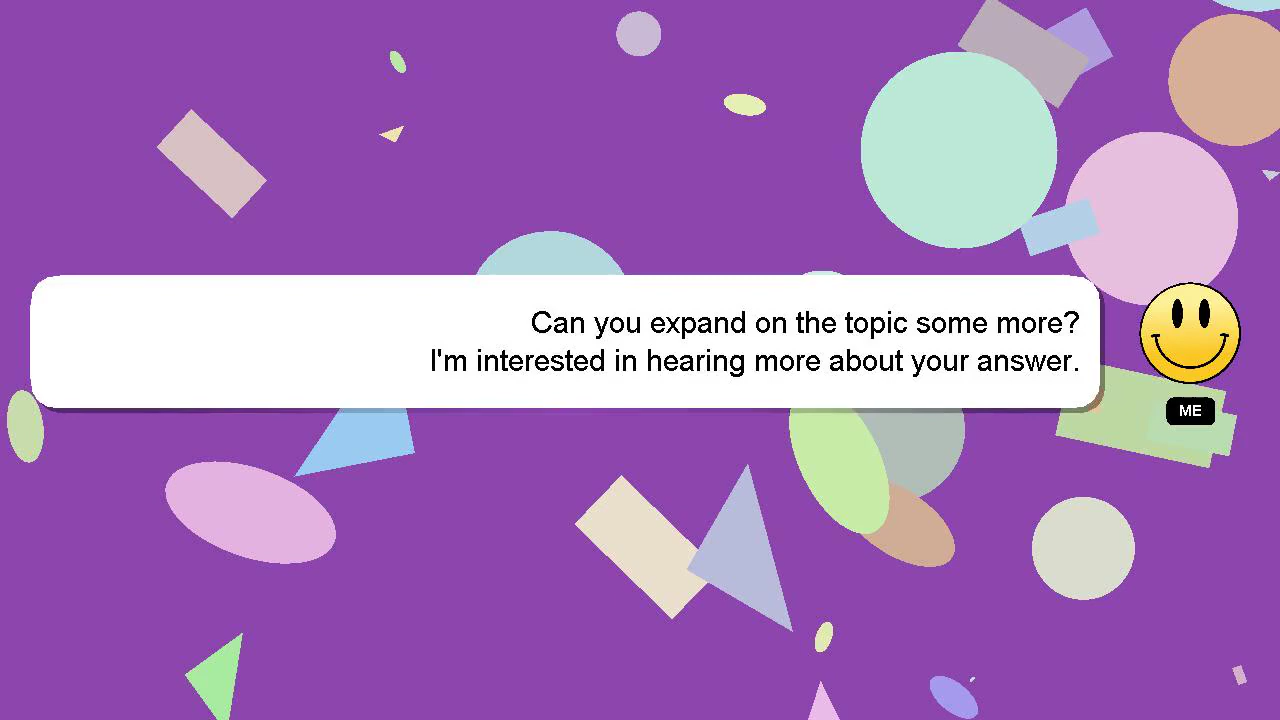 Can you expand on the topic some more?
I'm interested in hearing more about your answer.
ME